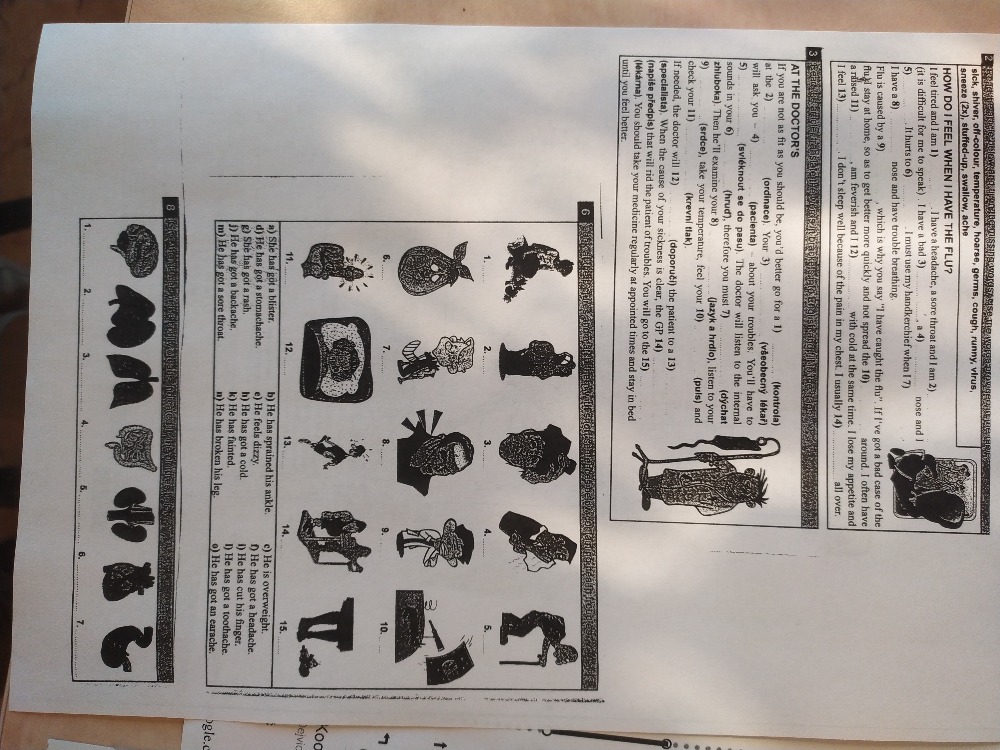 2
sick, shiver, off-colour, temperature, hoarse, germs, cough, runny, virus,
sneeze (2x), stuffed-up, swallow, ache
HOW DO I FEEL WHEN I HAVE THE FLU?
I feel tired and I am 1) . I have a headache, a sore throat and I am 2)
(it is difficult for me to speak) . I have a bad 3) , a 4) nose and I
5) . It hurts to 6) . I must use my handkerchief when I 7)
I have a 8) nose and have trouble breathing.
Flu is caused by a 9) , which is why you say "I have caught the flu". If I've got a bad case of the
flu, I stay at home, so as to get better more quickly and not spread the 10) around. I often have
a raised 11) , am feverish and I 12) with cold at the same time. I lose my appetite and
I feel 13) . I don't sleep well because of the pain in my chest. I usually 14) all over.
3
AT THE DOCTOR'S
If you are not as fit as you should be, you'd better go for a 1) (kontrola)
at the 2) (ordinace). Your 3) (všeobecný lékař)
will ask you – 4) (pacienta) – about your troubles. You'll have to
5) (svléknout se do pasu). The doctor will listen to the internal
sounds in your 6) (hruď), therefore you must 7) (dýchat
zhluboka). Then he'll examine your 8) (jazyk a hrdlo), listen to your
9) (srdce), take your temperature, feel your 10) (puls) and
check your 11) (krevní tlak).
If needed, the doctor will 12) (doporučí) the patient to a 13)
(specialista). When the cause of your sickness is clear, the GP 14)
(napíše předpis) that will rid the patient of troubles. You will go to the 15)
(lékárna). You should take your medicine regularly at appointed times and stay in bed
until you feel better.
6
1. 2. 3. 4. 5.
6. 7. 8. 9. 10.
11. 12. 13. 14. 15.
a) She has got a blister. b) He has sprained his ankle. c) He is overweight.
d) He has got a stomachache. e) He feels dizzy. f) He has got a headache.
g) She has got a rash. h) He has got a cold. i) He has cut his finger.
j) He has got a backache. k) He has fainted. l) He has got a toothache.
m) He has got a sore throat. n) He has broken his leg. o) He has got an earache.
8
1. 2. 3. 4. 5. 6. 7.